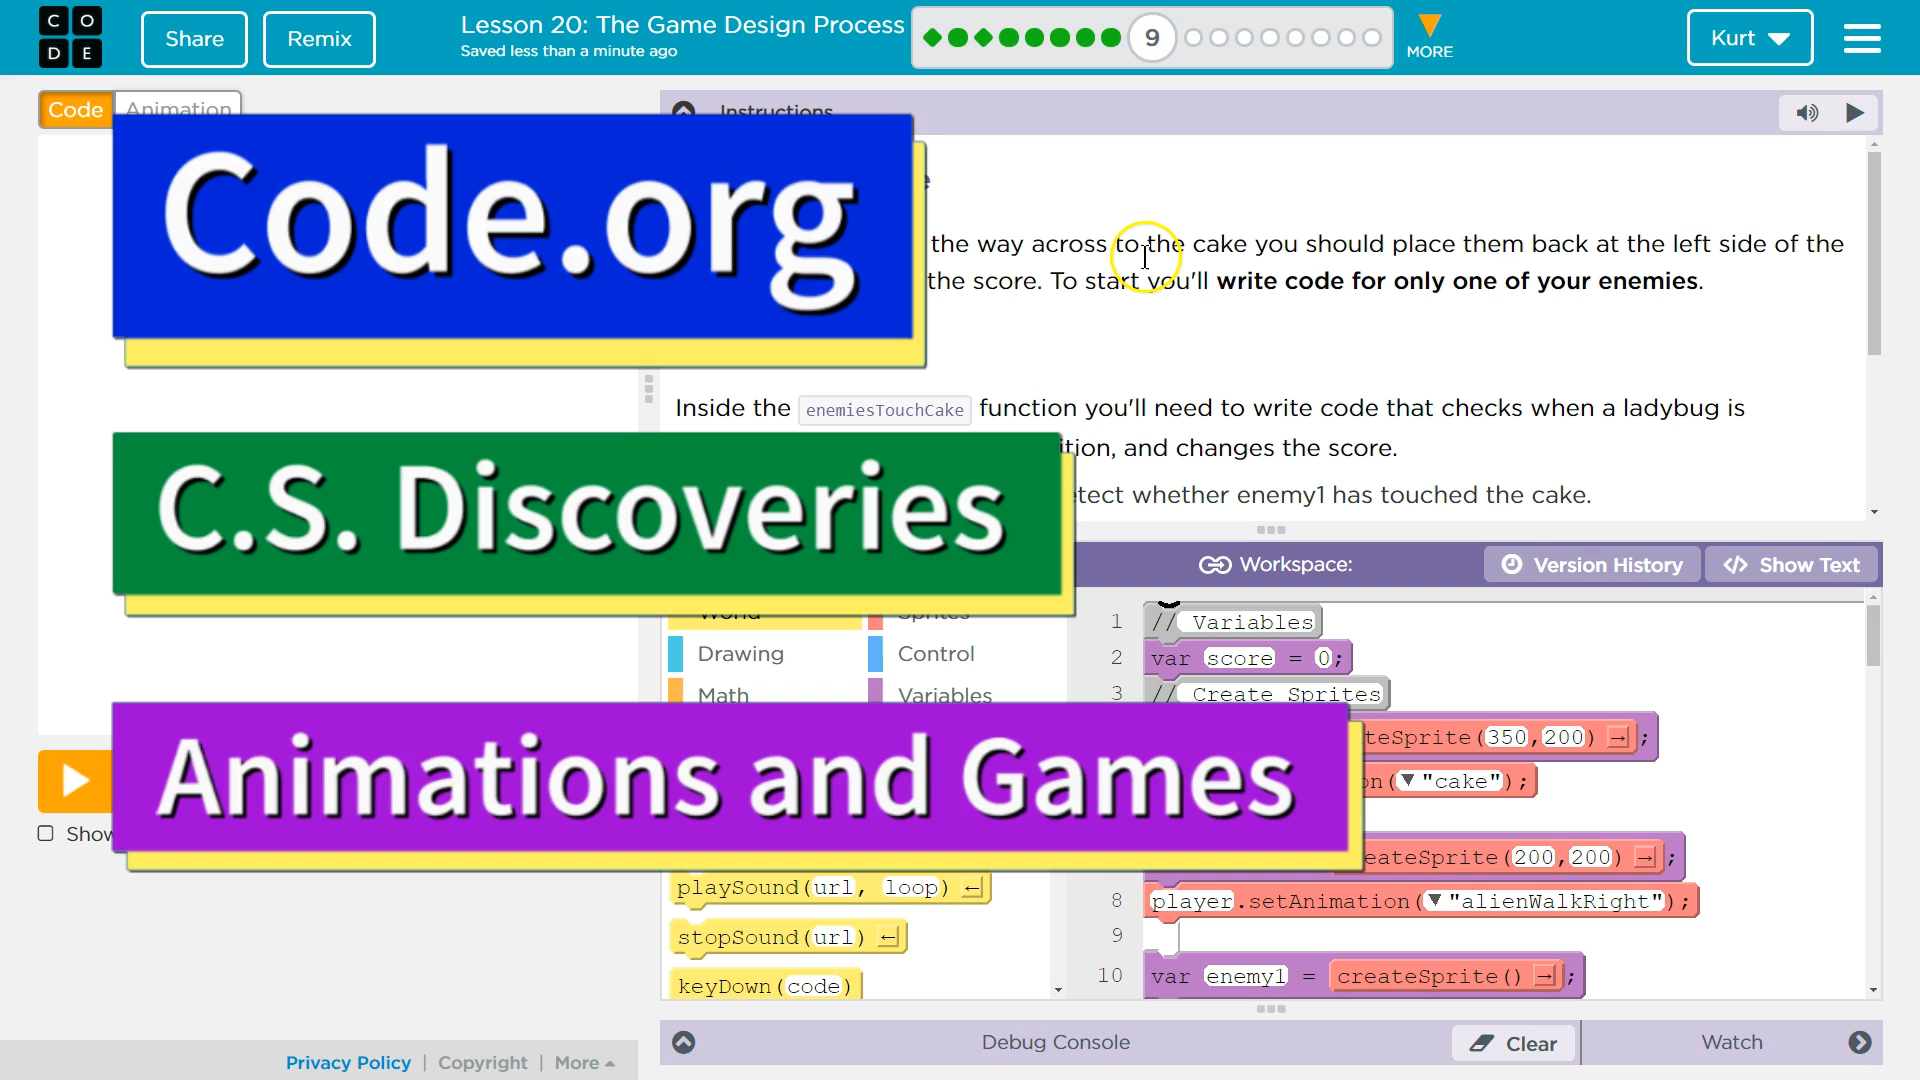 CODE
Share
Remix
Lesson 20: The Game Design Process
Saved less than a minute ago
9
MORE
Kurt
Code
Animation
Instructions
Code.org
the way across to the cake you should place them back at the left side of the
the score. To start you'll write code for only one of your enemies.
Inside the enemiesTouchCake function you'll need to write code that checks when a ladybug is
ition, and changes the score.
tect whether enemy1 has touched the cake.
C.S. Discoveries
Workspace:
Version History
</> Show Text
World
Sprites
Drawing
Control
Math
Variables
Animations and Games
Show
playSound(url, loop) ←
stopSound(url) ←
keyDown(code)
1 // Variables
2 var score = 0;
3 // Create Sprites
teSprite(350,200) →;
on(▼"cake");
eateSprite(200,200) →;
8 player.setAnimation(▼"alienWalkRight");
9
10 var enemy1 = createSprite() →;
Debug Console
Clear
Watch
Privacy Policy | Copyright | More